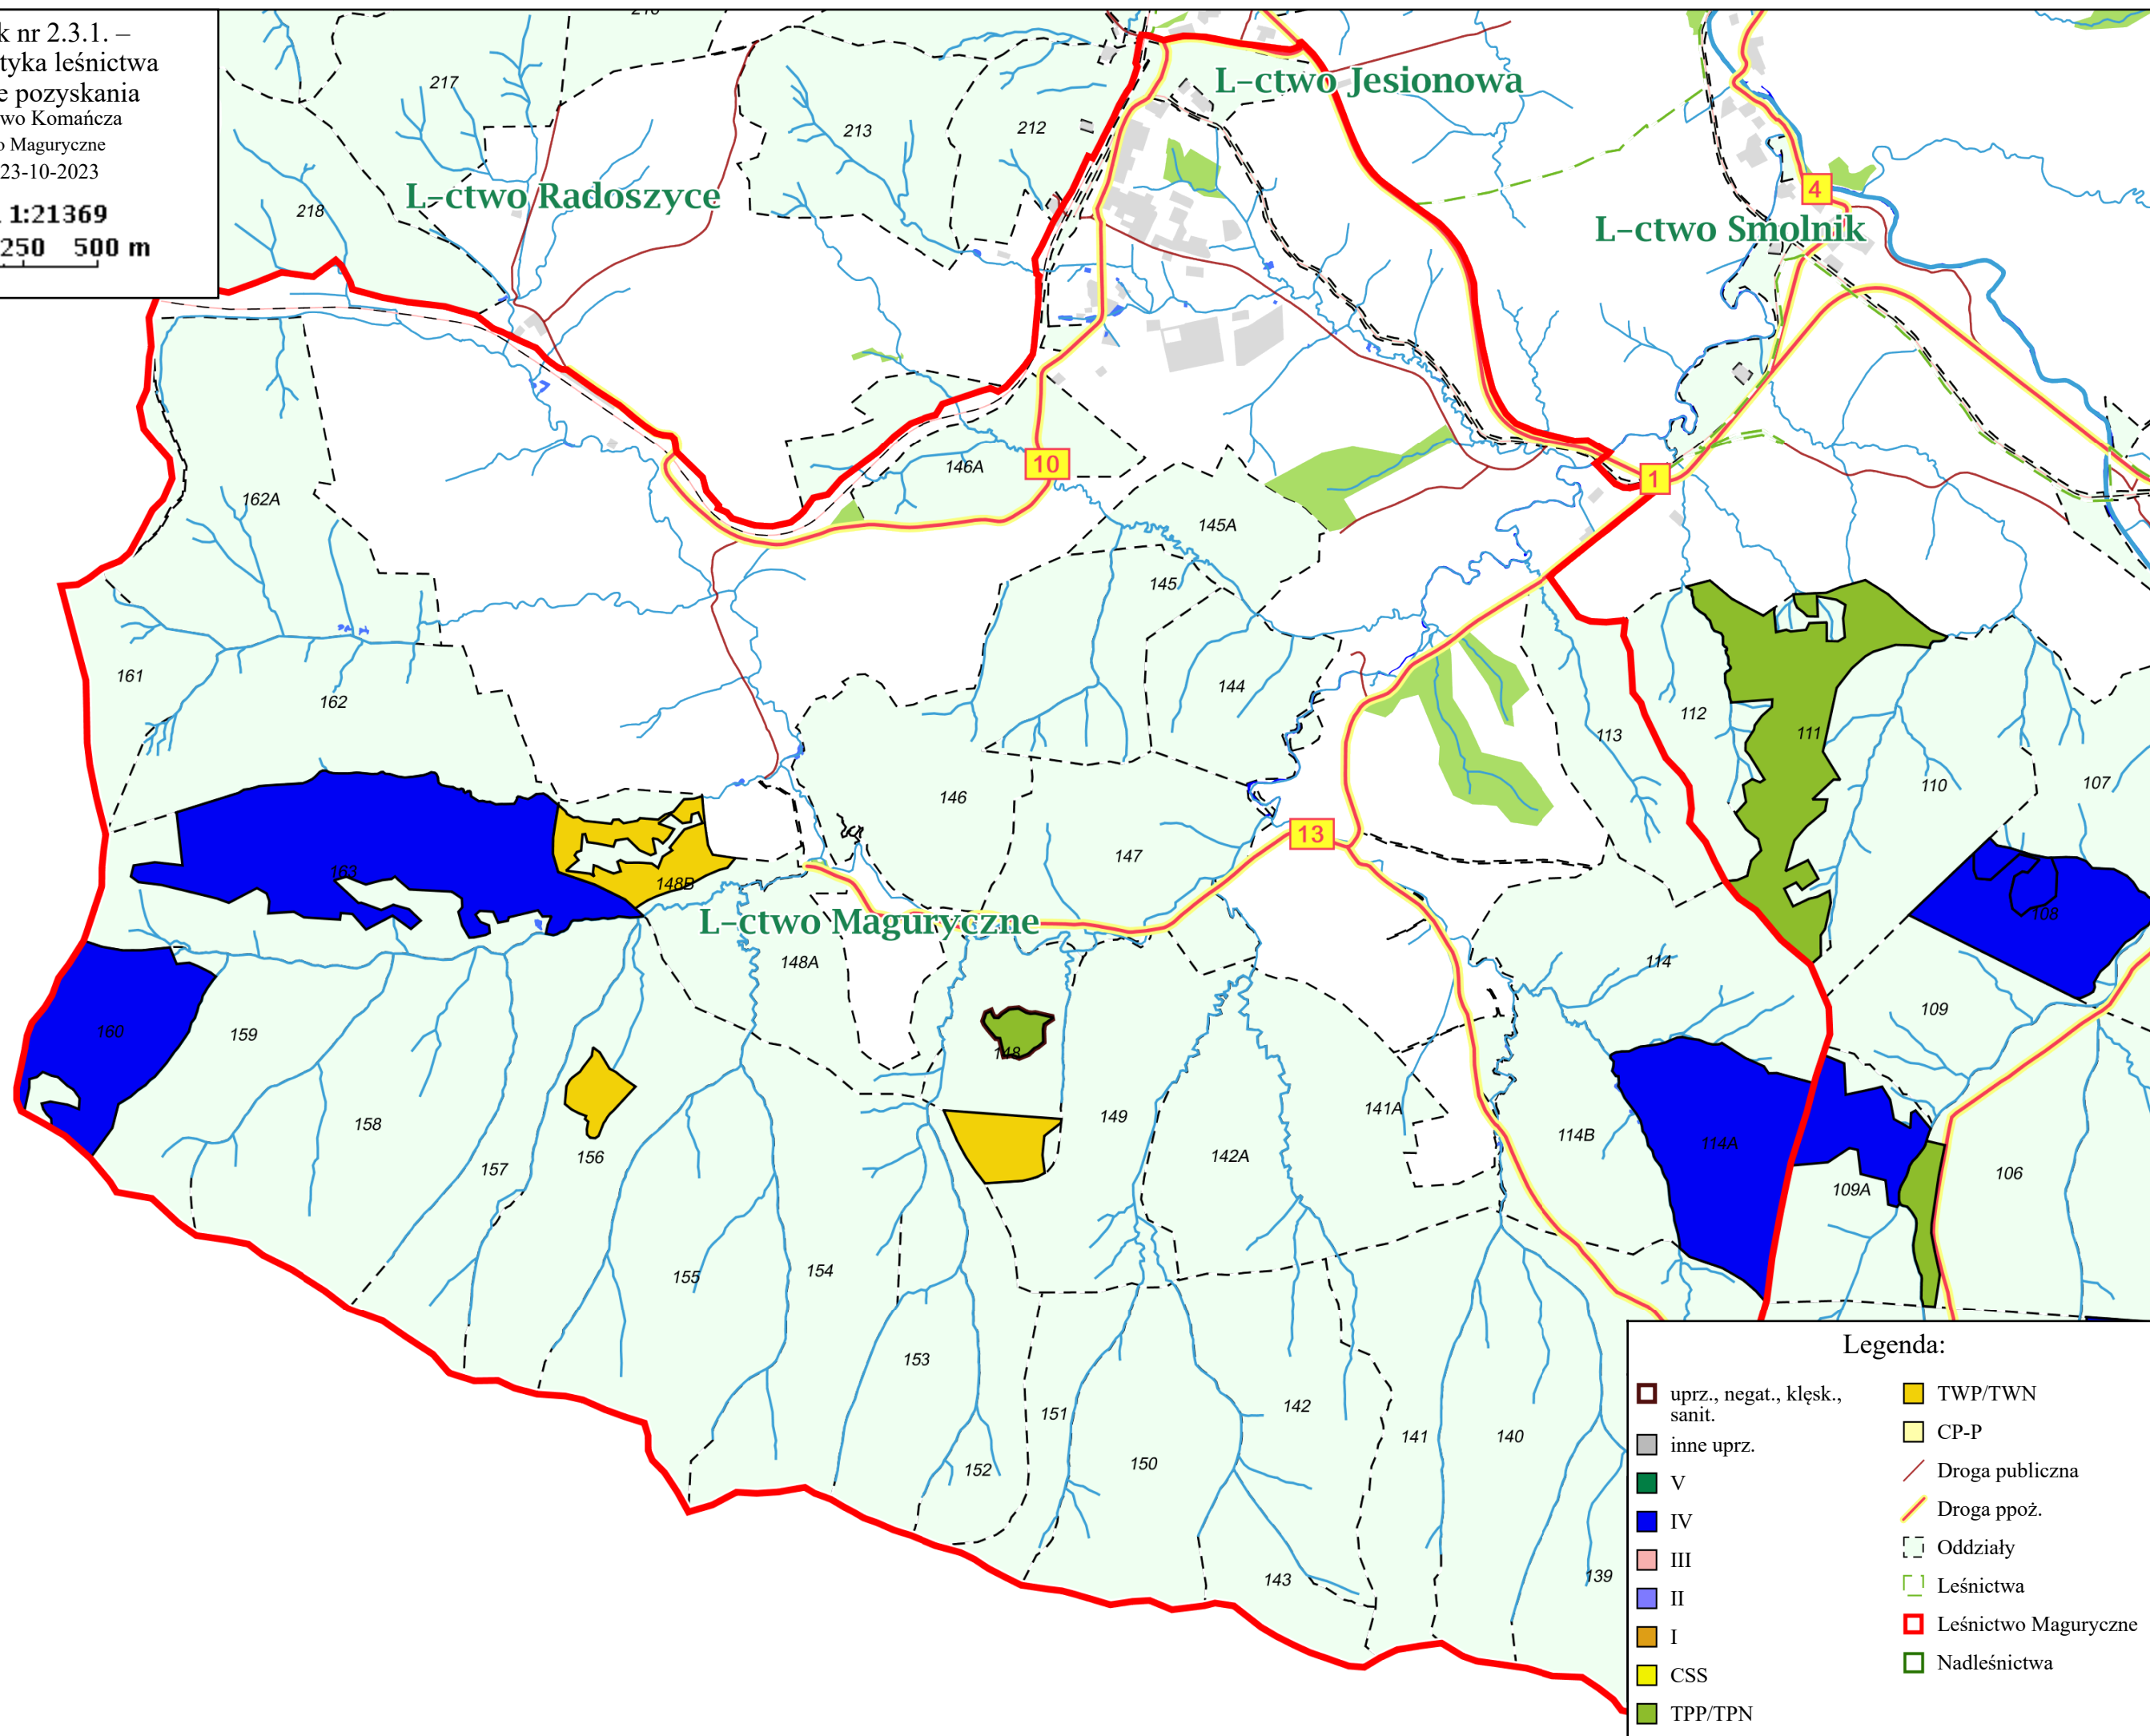 k nr 2.3.1. –
tyka leśnictwa
e pozyskania
wo Komańcza
o Maguryczne
23-10-2023
1:21369
250 500 m
217
213
212
L-ctwo Jesionowa
L-ctwo Radoszyce
218
4
L-ctwo Smolnik
146A
10
1
162A
145A
145
161
162
144
113
112
111
110
107
146
147
13
163
148B
108
L-ctwo Maguryczne
148A
114
160
159
148
109
158
149
141A
156
157
142A
114B
114A
109A
106
155
154
153
151
142
141
140
152
150
143
139
Legenda:
uprz., negat., klęsk.,
sanit.
inne uprz.
V
IV
III
II
I
CSS
TPP/TPN
TWP/TWN
CP-P
Droga publiczna
Droga ppoż.
Oddziały
Leśnictwa
Leśnictwo Maguryczne
Nadleśnictwa